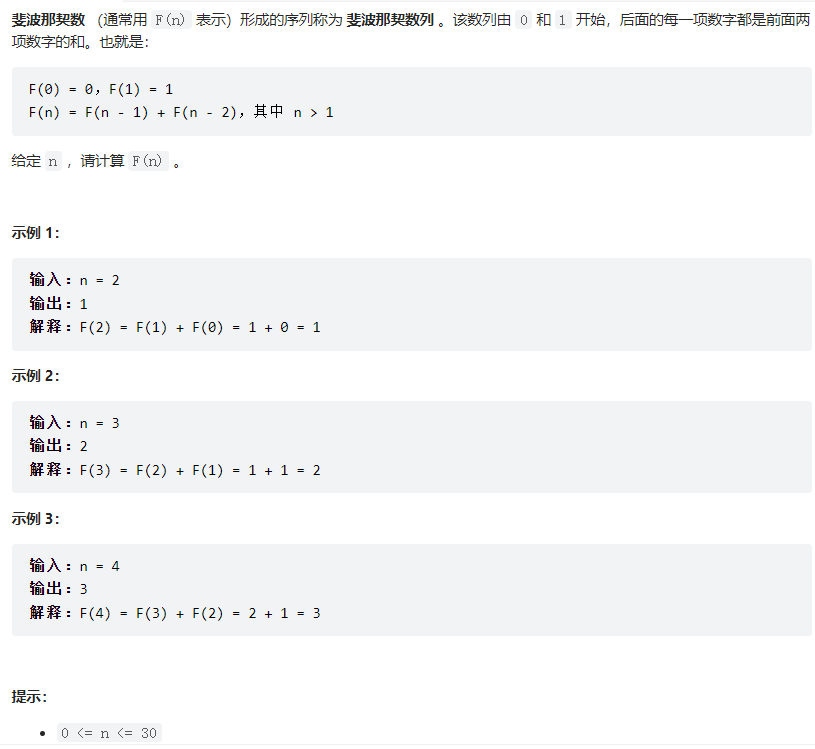 斐波那契数 （通常用 F(n) 表示）形成的序列称为 斐波那契数列 。该数列由 0 和 1 开始，后面的每一项数字都是前面两
项数字的和。也就是：
F(0) = 0，F(1) = 1
F(n) = F(n - 1) + F(n - 2)，其中 n > 1
给定 n ，请计算 F(n) 。
示例 1：
输入：n = 2
输出：1
解释：F(2) = F(1) + F(0) = 1 + 0 = 1
示例 2：
输入：n = 3
输出：2
解释：F(3) = F(2) + F(1) = 1 + 1 = 2
示例 3：
输入：n = 4
输出：3
解释：F(4) = F(3) + F(2) = 2 + 1 = 3
提示：
• 0 <= n <= 30